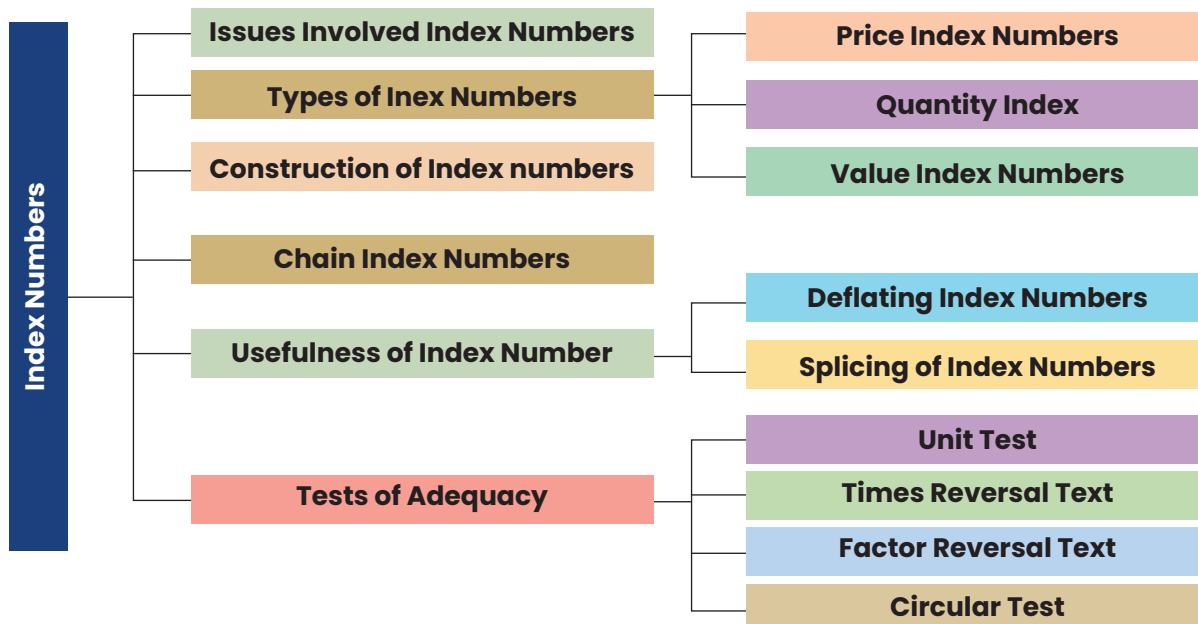 Index Numbers
Issues Involved Index Numbers
Types of Inex Numbers
Price Index Numbers
Quantity Index
Value Index Numbers
Construction of Index numbers
Chain Index Numbers
Usefulness of Index Number
Deflating Index Numbers
Splicing of Index Numbers
Tests of Adequacy
Unit Test
Times Reversal Text
Factor Reversal Text
Circular Test